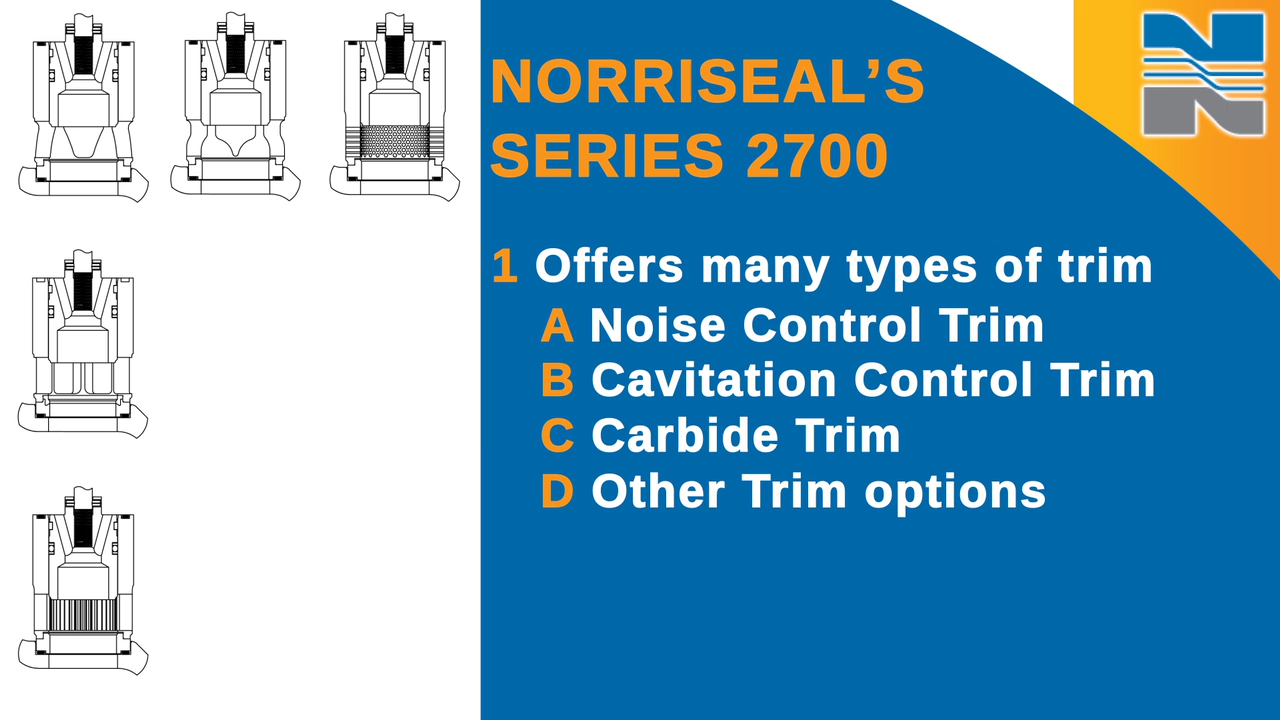 NORRISEAL’S
SERIES 2700
1 Offers many types of trim
A Noise Control Trim
B Cavitation Control Trim
C Carbide Trim
D Other Trim options